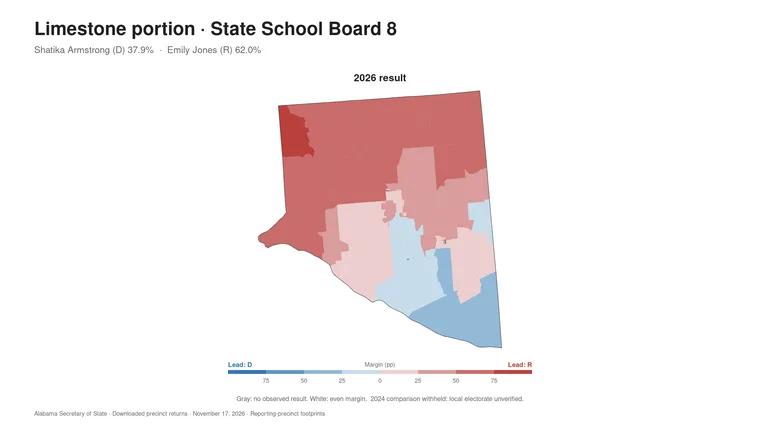 Limestone portion · State School Board 8
Shatika Armstrong (D) 37.9% · Emily Jones (R) 62.0%
2026 result
Lead: D Margin (pp) Lead: R
75 50 25 0 25 50 75
Gray: no observed result. White: even margin. 2024 comparison withheld: local electorate unverified.
Alabama Secretary of State · Downloaded precinct returns · November 17, 2026 · Reporting-precinct footprints